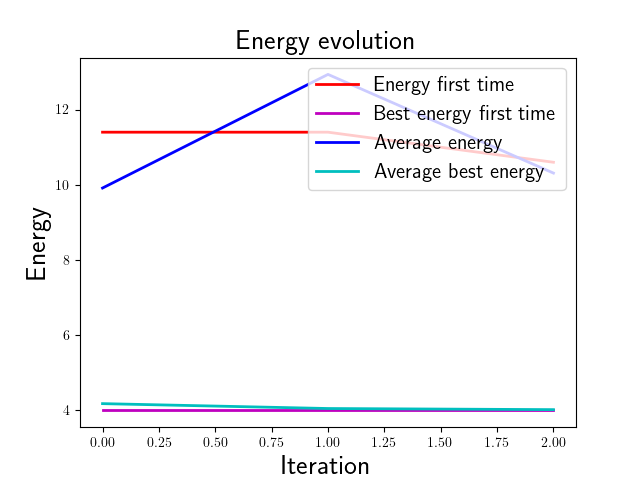 Energy evolution
Energy first time
Best energy first time
Average energy
Average best energy
Energy
12
10
8
6
4
0.00 0.25 0.50 0.75 1.00 1.25 1.50 1.75 2.00
Iteration